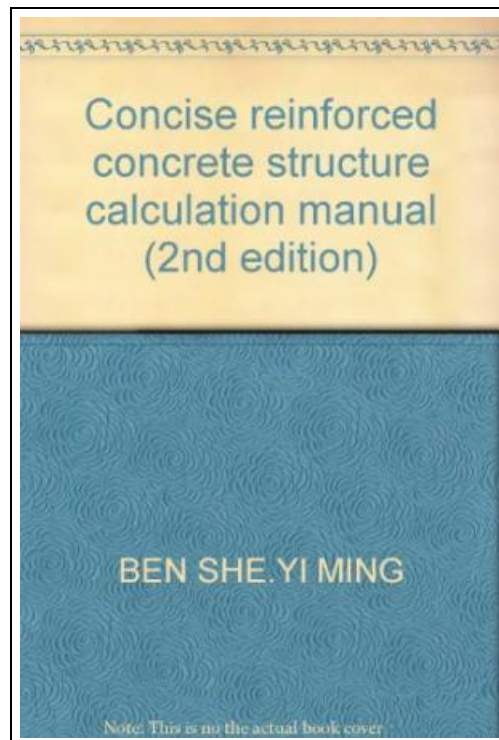 Concise reinforced
concrete structure
calculation manual
(2nd edition)
BEN SHE.YI MING
Note: This is no the actual book cover